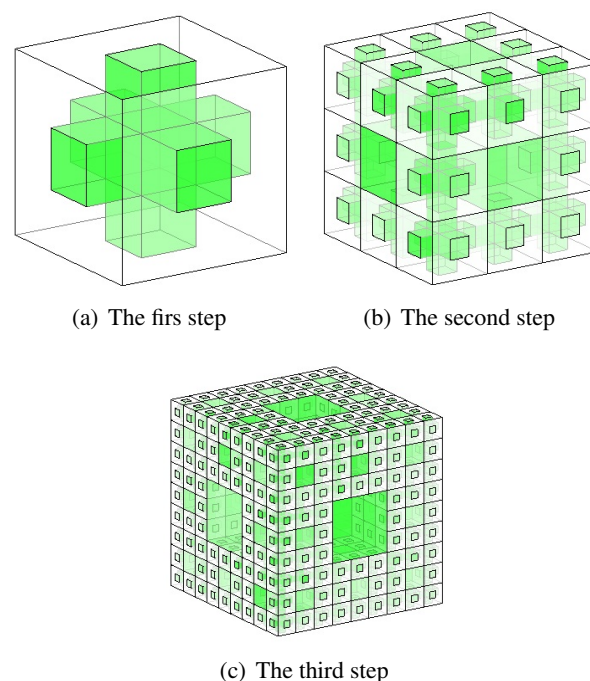 (a) The firs step
(b) The second step
(c) The third step